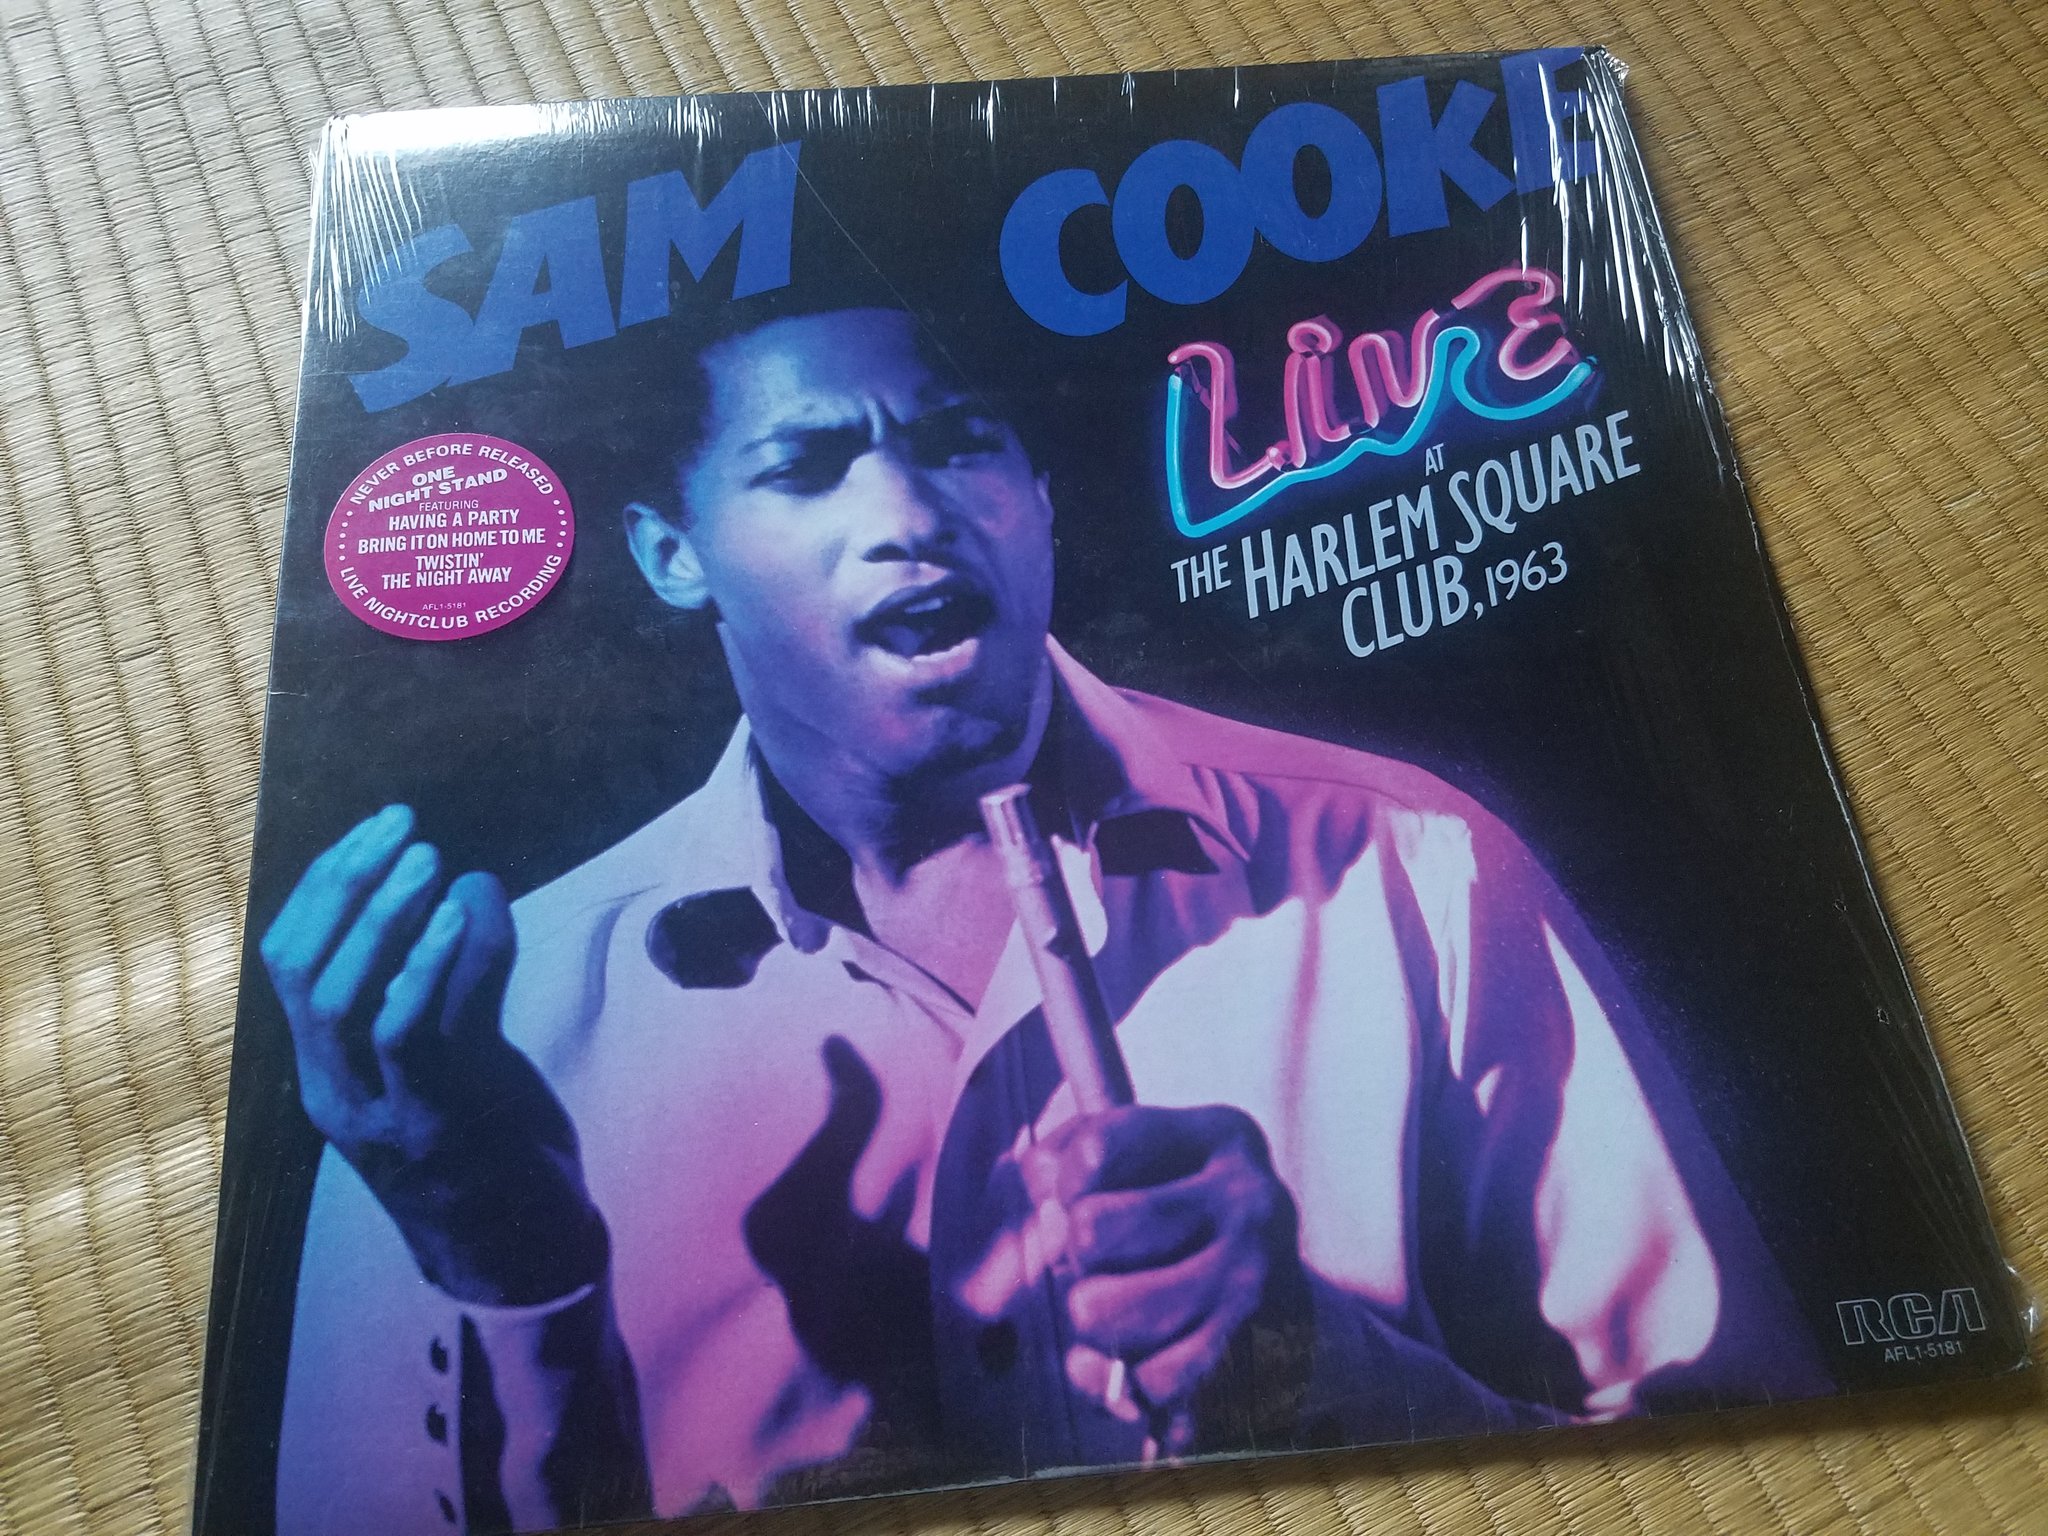 SAM COOKE
LIVE
AT
THE HARLEM SQUARE
CLUB, 1963
NEVER BEFORE RELEASED
ONE
NIGHT STAND
FEATURING
HAVING A PARTY
BRING IT ON HOME TO ME
TWISTIN'
THE NIGHT AWAY
AFL1-5181
LIVE NIGHTCLUB RECORDING
RCA
AFL1-5181